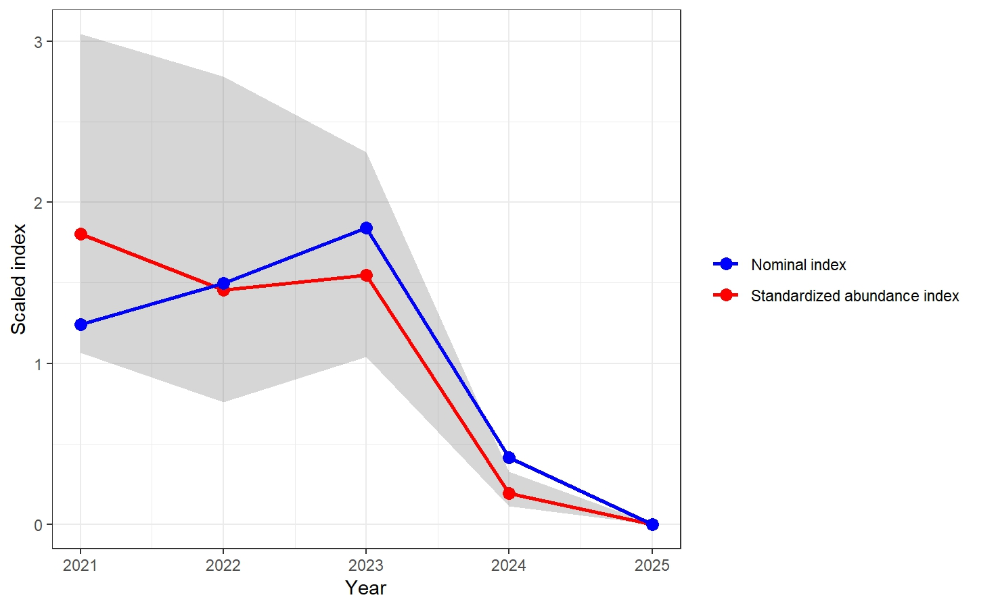 3
2
1
0
Scaled index
2021 2022 2023 2024 2025
Year
Nominal index
Standardized abundance index